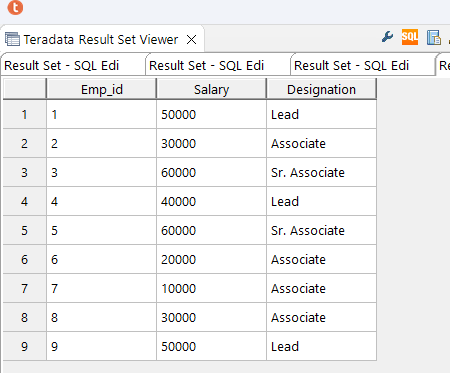 t
Teradata Result Set Viewer
SQL
Result Set - SQL Edi Result Set - SQL Edi Result Set - SQL Edi Re
Emp_id Salary Designation
1 1 50000 Lead
2 2 30000 Associate
3 3 60000 Sr. Associate
4 4 40000 Lead
5 5 60000 Sr. Associate
6 6 20000 Associate
7 7 10000 Associate
8 8 30000 Associate
9 9 50000 Lead